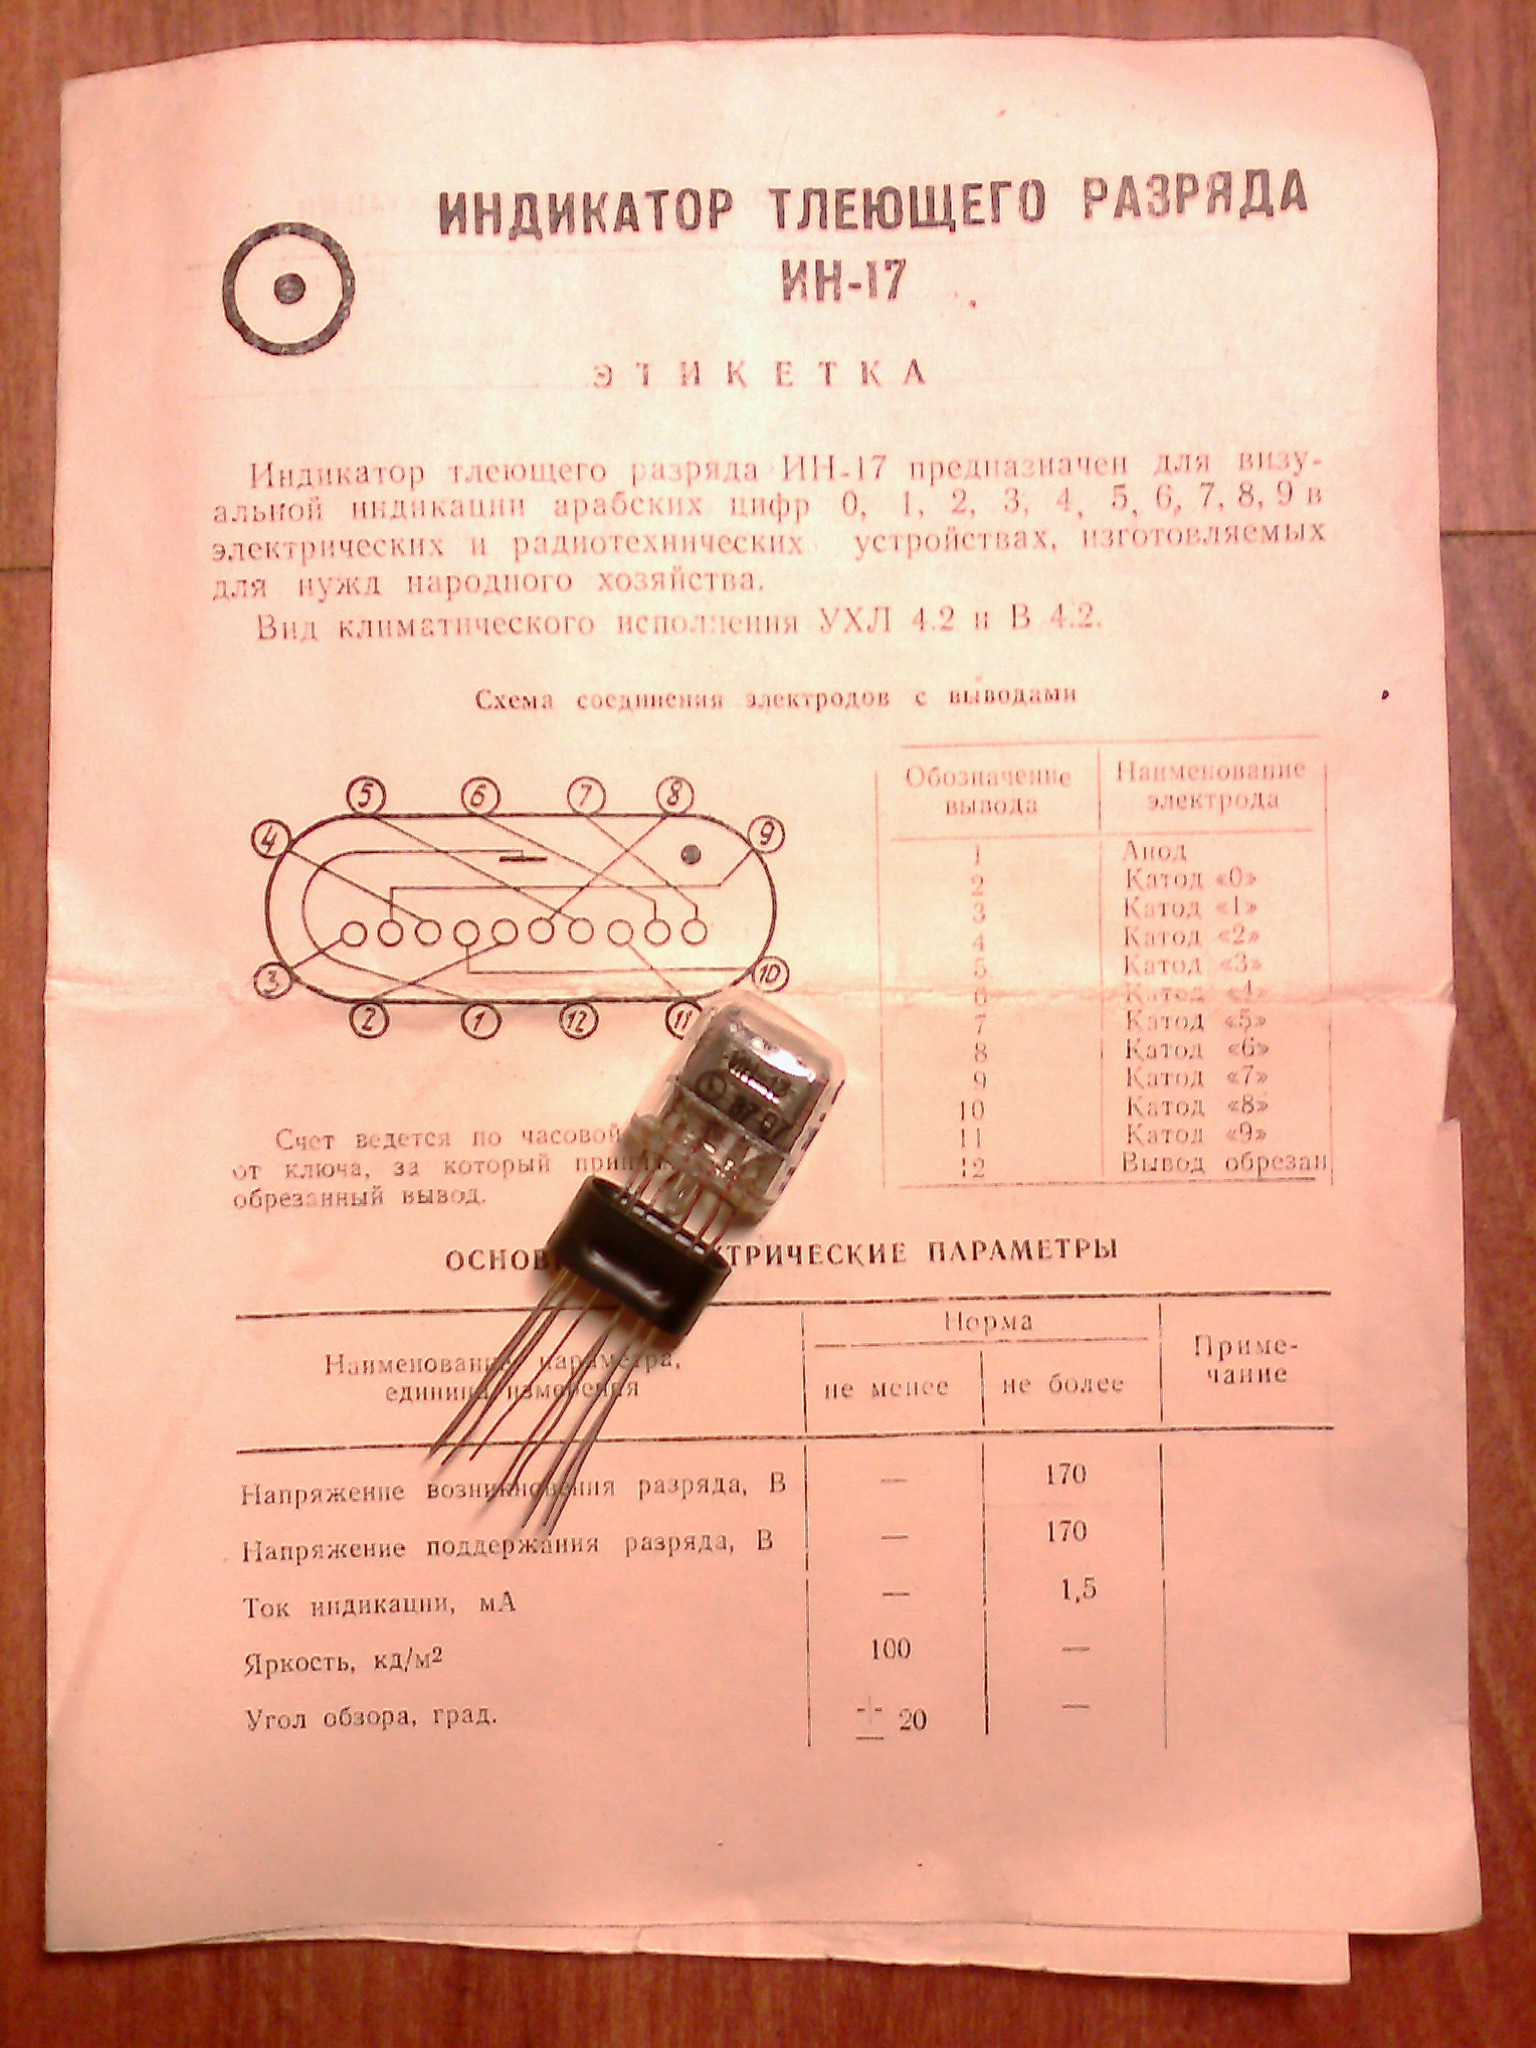 ИНДИКАТОР ТЛЕЮЩЕГО РАЗРЯДА
ИН-17
ЭТИКЕТКА
Индикатор тлеющего разряда ИН-17 предназначен для визу-
альной индикации арабских цифр 0, 1, 2, 3, 4, 5, 6, 7, 8, 9 в
электрических и радиотехнических устройствах, изготовляемых
для нужд народного хозяйства.
Вид климатического исполнения УХЛ 4.2 и В 4.2.
Схема соединения электродов с выводами
5 6 7 8
4 9
3 10
2 1 12 11
Счет ведется по часовой
от ключа, за который
обрезанный вывод.
Обозначение вывода Наименование электрода
1 Анод
2 Катод «0»
3 Катод «1»
4 Катод «2»
5 Катод «3»
6 Катод «4»
7 Катод «5»
8 Катод «6»
9 Катод «7»
10 Катод «8»
11 Катод «9»
12 Вывод обрезан
ИН-17
ПАРАМЕТРЫ
Наименование параметра,
единица измерения
Норма
не менее не более
Приме-
чание
Напряжение возникновения разряда, В — 170
Напряжение поддержания разряда, В — 170
Ток индикации, мА — 1,5
Яркость, кд/м² 100 —
Угол обзора, град. ± 20 —